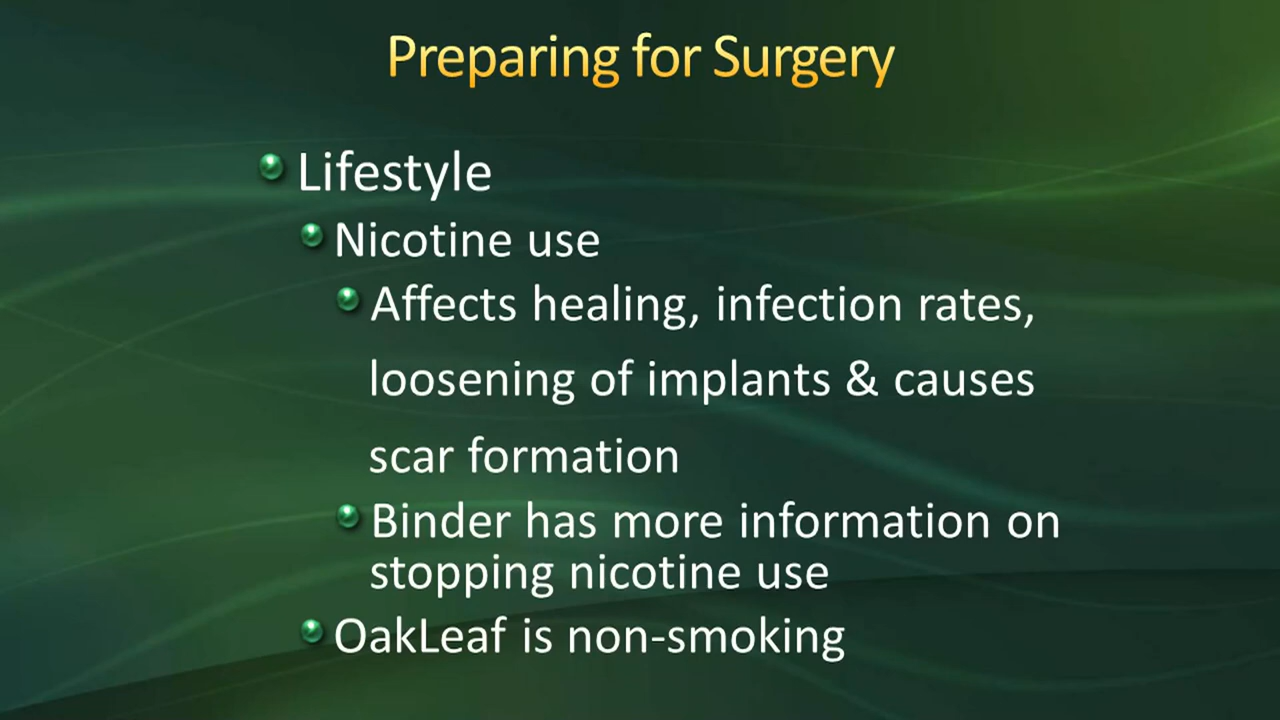 Preparing for Surgery
Lifestyle
Nicotine use
Affects healing, infection rates,
loosening of implants & causes
scar formation
Binder has more information on
stopping nicotine use
OakLeaf is non-smoking